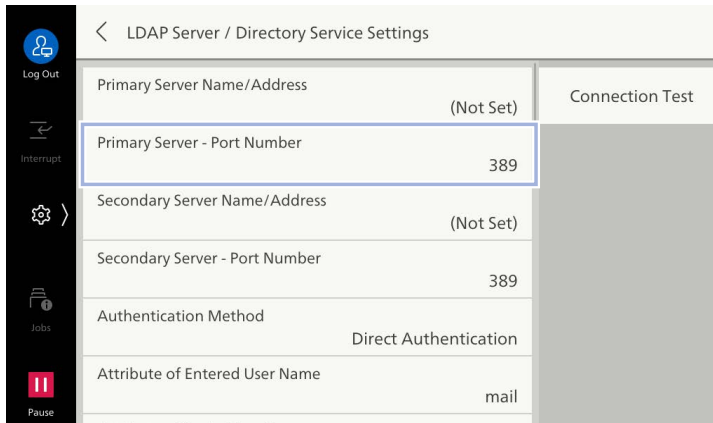 LDAP Server / Directory Service Settings
Log Out
Interrupt
Jobs
Pause
Primary Server Name/Address
(Not Set)
Primary Server - Port Number
389
Secondary Server Name/Address
(Not Set)
Secondary Server - Port Number
389
Authentication Method
Direct Authentication
Attribute of Entered User Name
mail
Connection Test